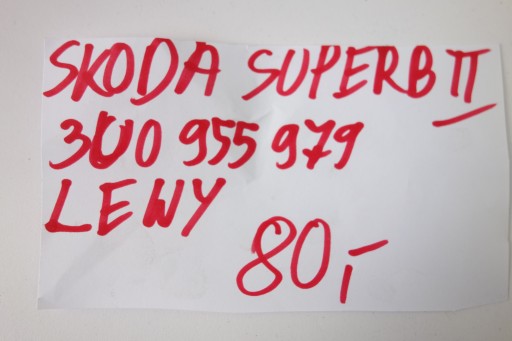 SKODA SUPERB II
3U0 955 979
LEWY
80,-